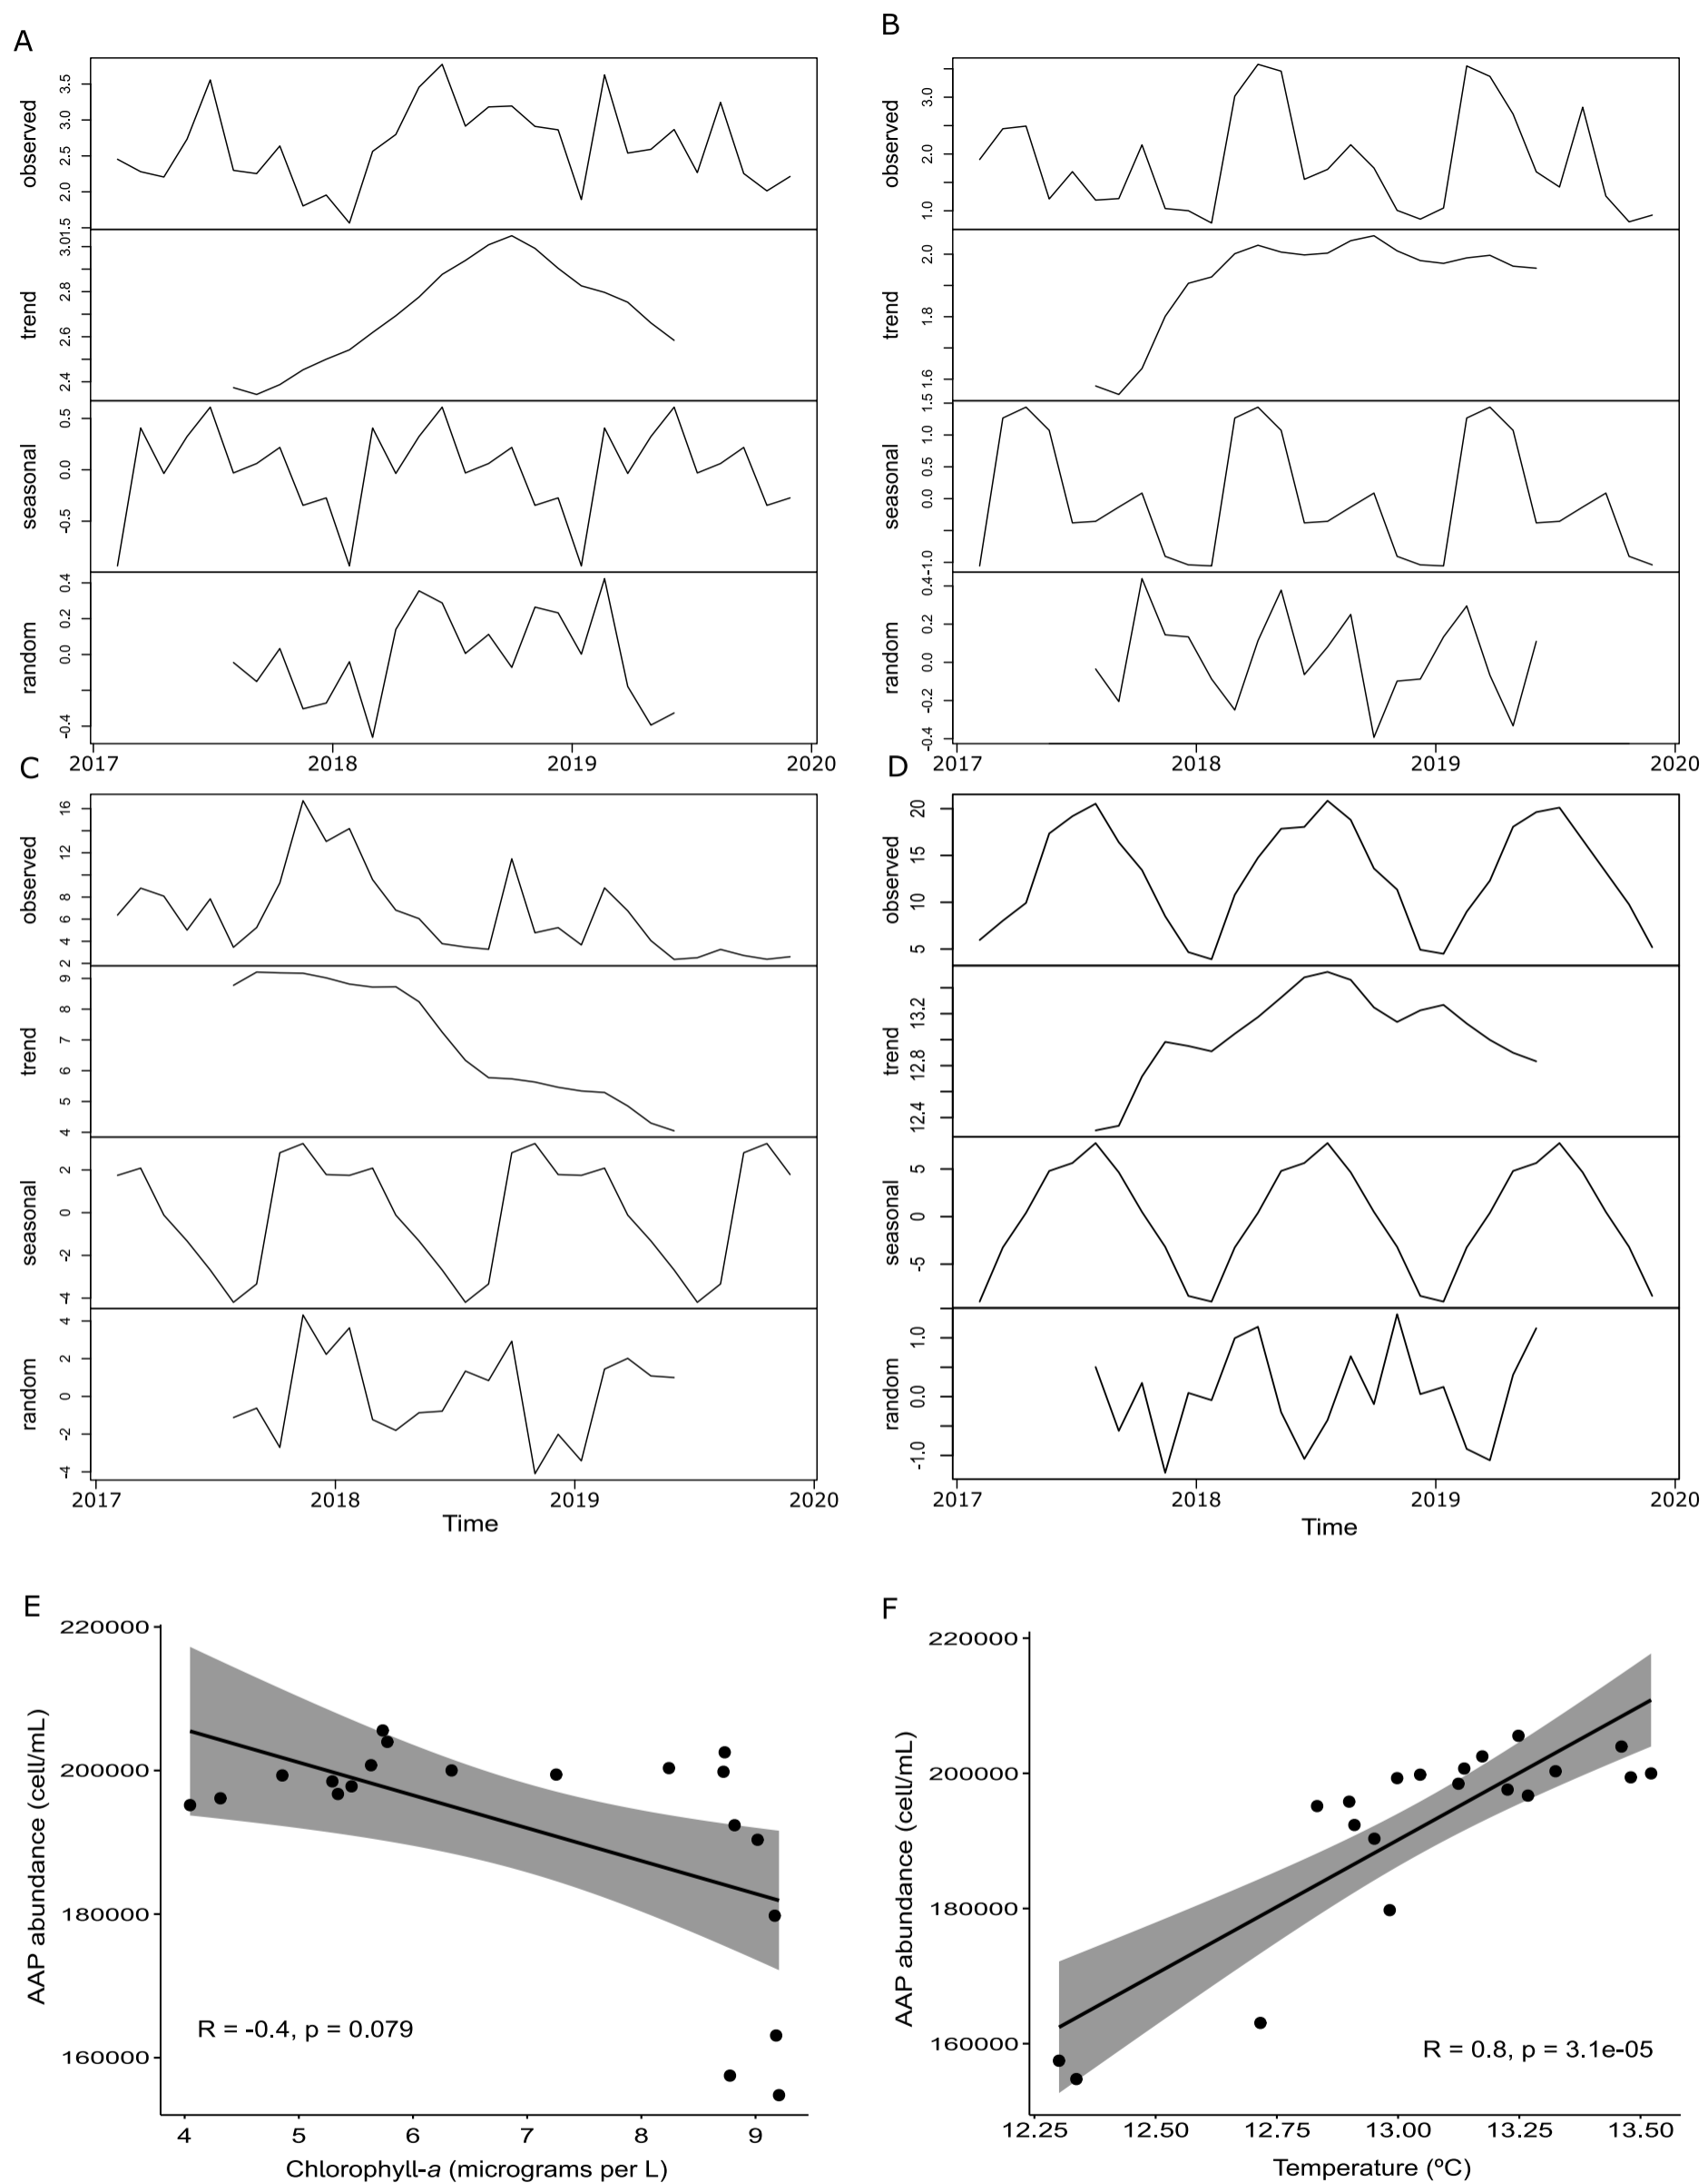 A
observed
3.5
3.0
2.5
2.0
1.5
trend
3.0
2.8
2.6
2.4
seasonal
0.5
0.0
-0.5
random
0.4
0.2
0.0
-0.4
2017 2018 2019 2020
B
observed
3.0
2.0
1.0
trend
2.0
1.8
1.6
seasonal
1.5
1.0
0.5
0.0
-1.0
random
0.4
0.2
0.0
-0.2
-0.4
2017 2018 2019 2020
C
observed
16
12
8
6
4
2
trend
9
8
7
6
5
4
seasonal
2
0
-2
-4
random
4
2
0
-2
-4
2017 2018 2019 2020
Time
D
observed
20
15
10
5
trend
13.2
12.8
12.4
seasonal
5
0
-5
random
1.0
0.0
-1.0
2017 2018 2019 2020
Time
E
AAP abundance (cell/mL)
220000
200000
180000
160000
R = -0.4, p = 0.079
4 5 6 7 8 9
Chlorophyll-a (micrograms per L)
F
AAP abundance (cell/mL)
220000
200000
180000
160000
R = 0.8, p = 3.1e-05
12.25 12.50 12.75 13.00 13.25 13.50
Temperature (ºC)